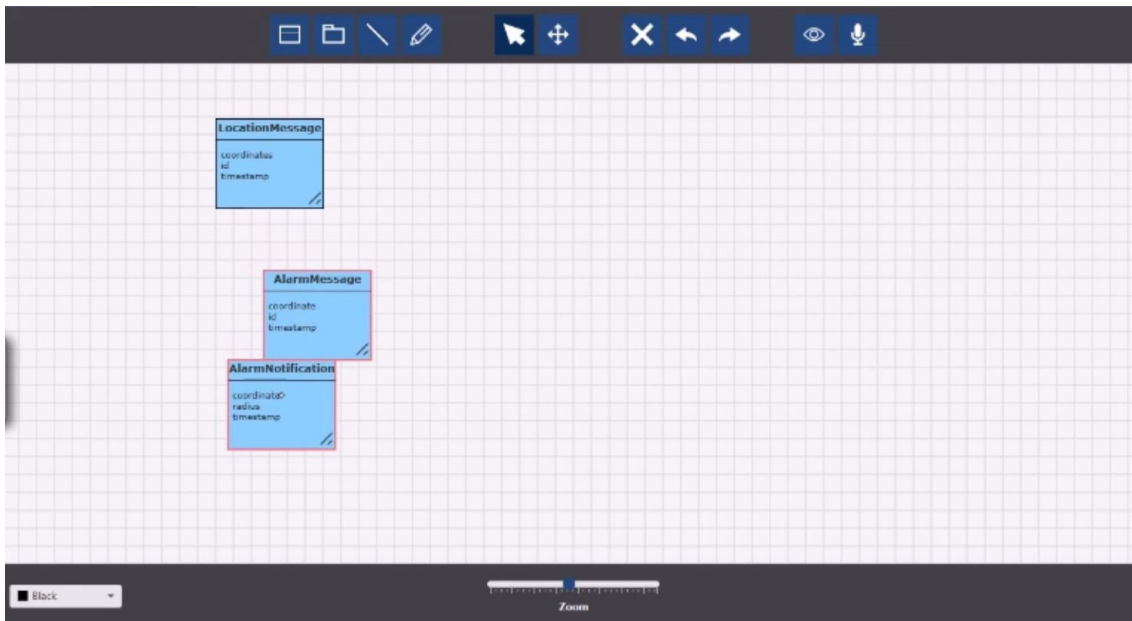 LocationMessage
coordinates
id
timestamp
AlarmMessage
coordinate
id
timestamp
AlarmNotification
coordinate
radius
timestamp
Black
Zoom